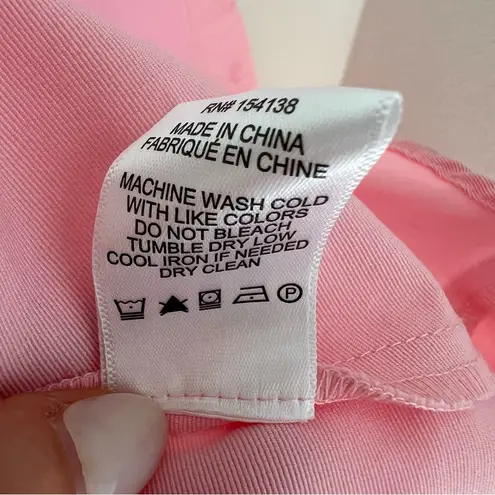 RN# 154138
MADE IN CHINA
FABRIQUÉ EN CHINE
MACHINE WASH COLD
WITH LIKE COLORS
DO NOT BLEACH
TUMBLE DRY LOW
COOL IRON IF NEEDED
DRY CLEAN
P